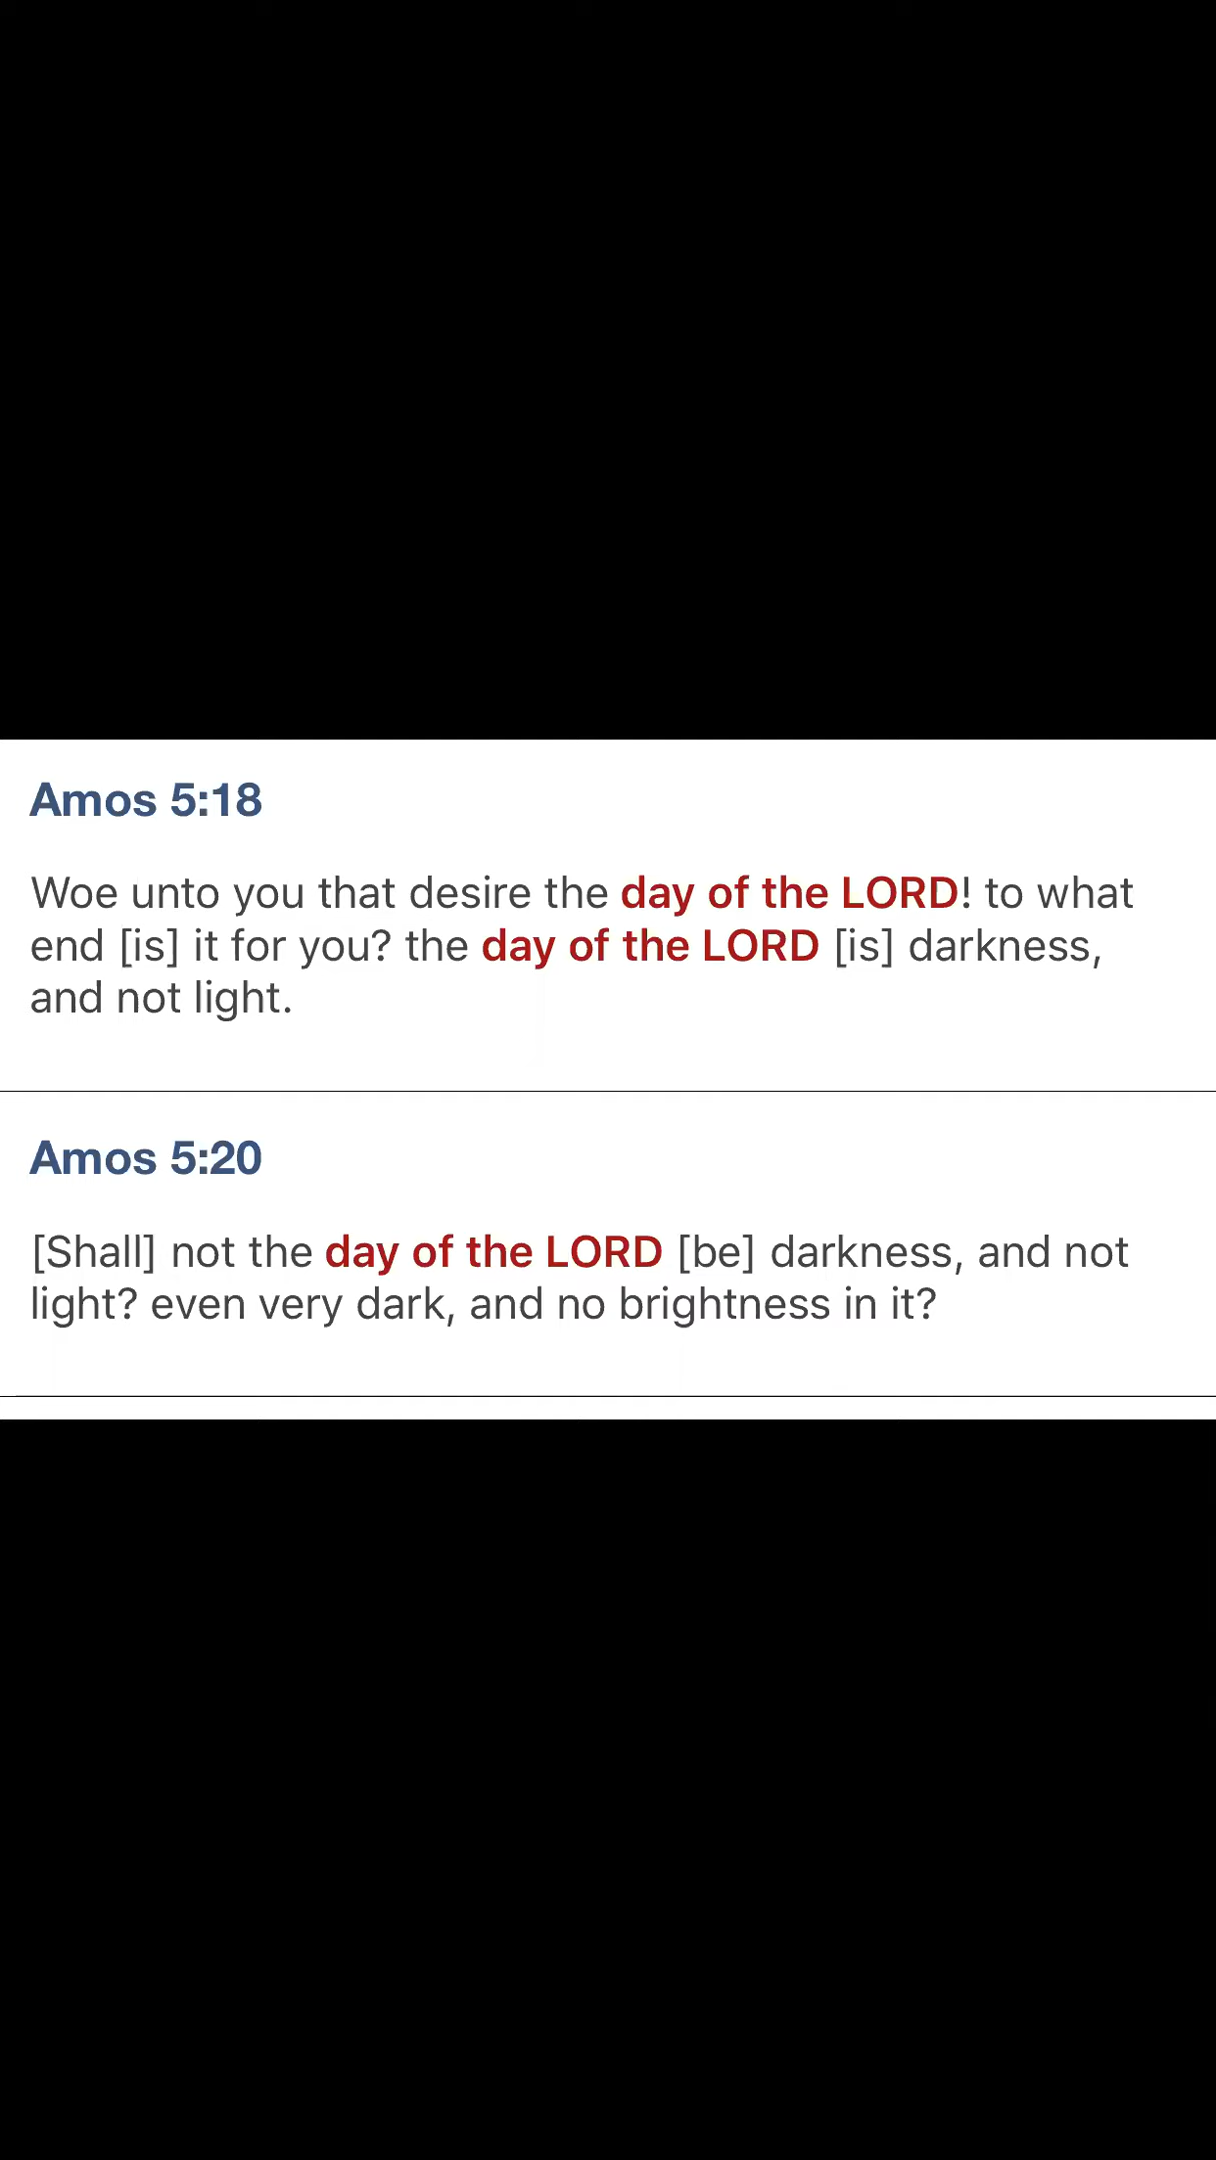 Amos 5:18
Woe unto you that desire the day of the LORD! to what
end [is] it for you? the day of the LORD [is] darkness,
and not light.
Amos 5:20
[Shall] not the day of the LORD [be] darkness, and not
light? even very dark, and no brightness in it?